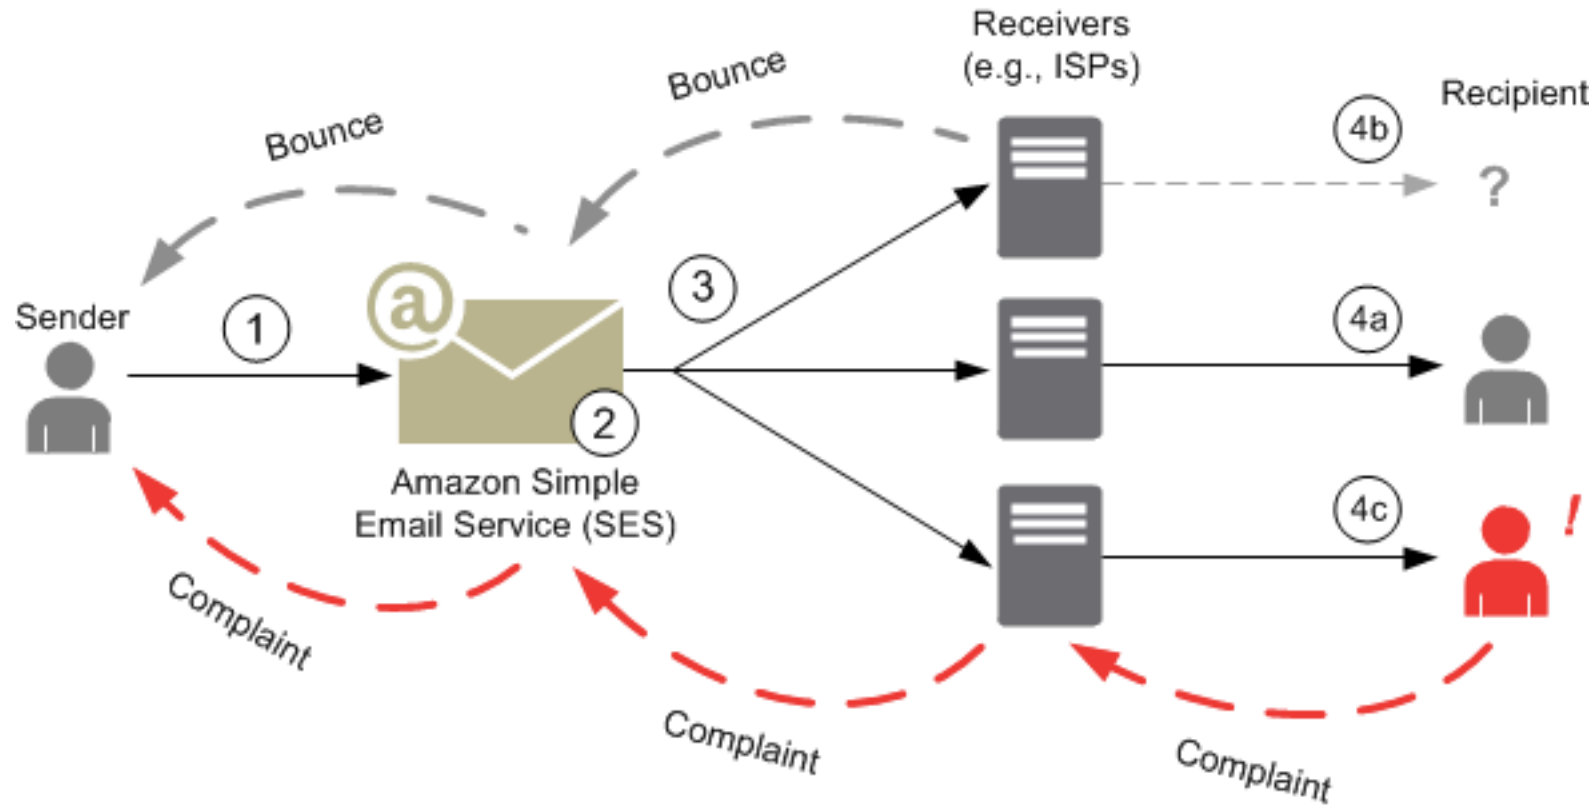 Receivers
(e.g., ISPs)
Bounce
Recipient
Bounce
4b
?
Sender
1
@
3
4a
2
Amazon Simple
Email Service (SES)
4c
!
Complaint
Complaint
Complaint